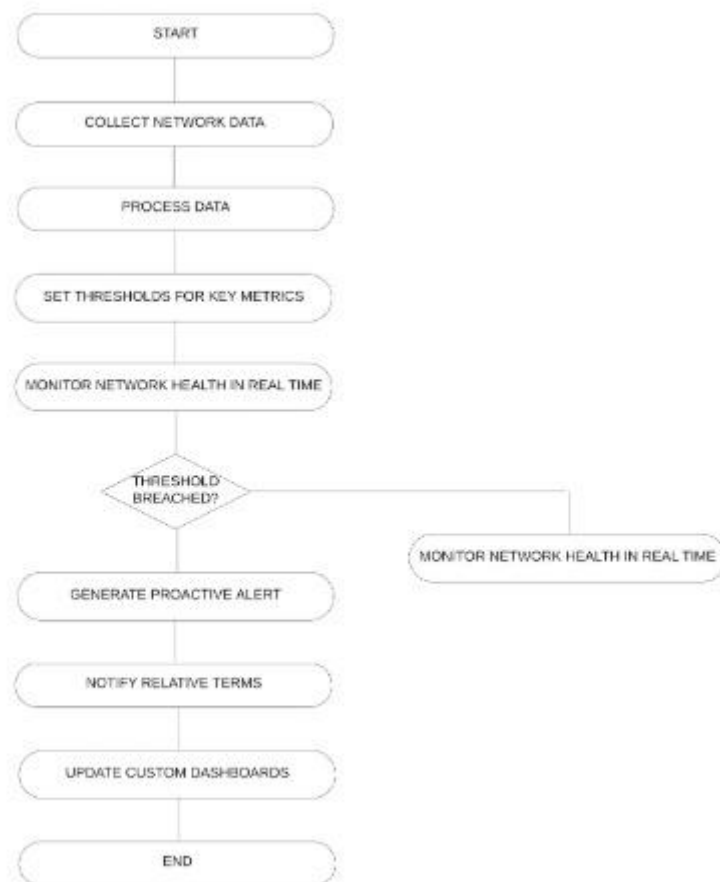 START
COLLECT NETWORK DATA
PROCESS DATA
SET THRESHOLDS FOR KEY METRICS
MONITOR NETWORK HEALTH IN REAL TIME
THRESHOLD
BREACHED?
MONITOR NETWORK HEALTH IN REAL TIME
GENERATE PROACTIVE ALERT
NOTIFY RELATIVE TERMS
UPDATE CUSTOM DASHBOARDS
END